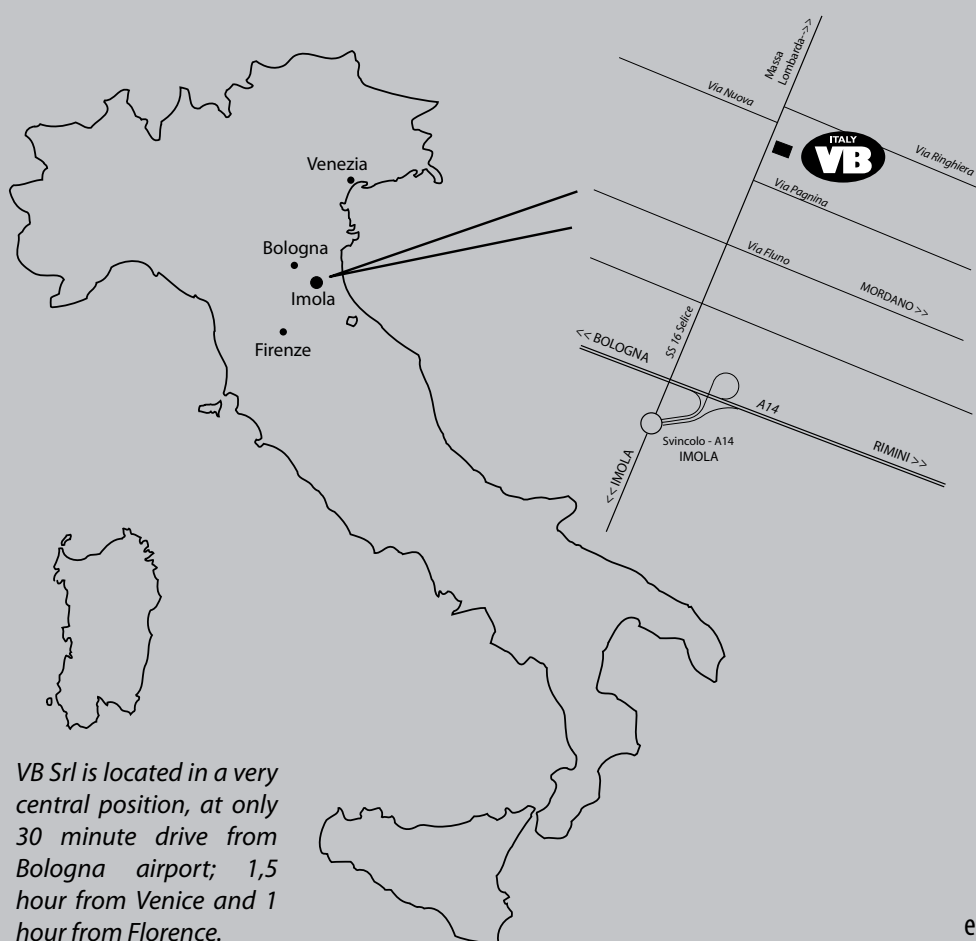 Venezia
Bologna
Imola
Firenze
Massa
Lombarda-->>
Via Nuova
ITALY
VB
Via Ringhiera
Via Pagnina
Via Fluno
MORDANO >>
SS 16 Selice
<< BOLOGNA
A14
RIMINI >>
Svincolo - A14
IMOLA
<< IMOLA
VB Srl is located in a very
central position, at only
30 minute drive from
Bologna airport; 1,5
hour from Venice and 1
hour from Florence.
e